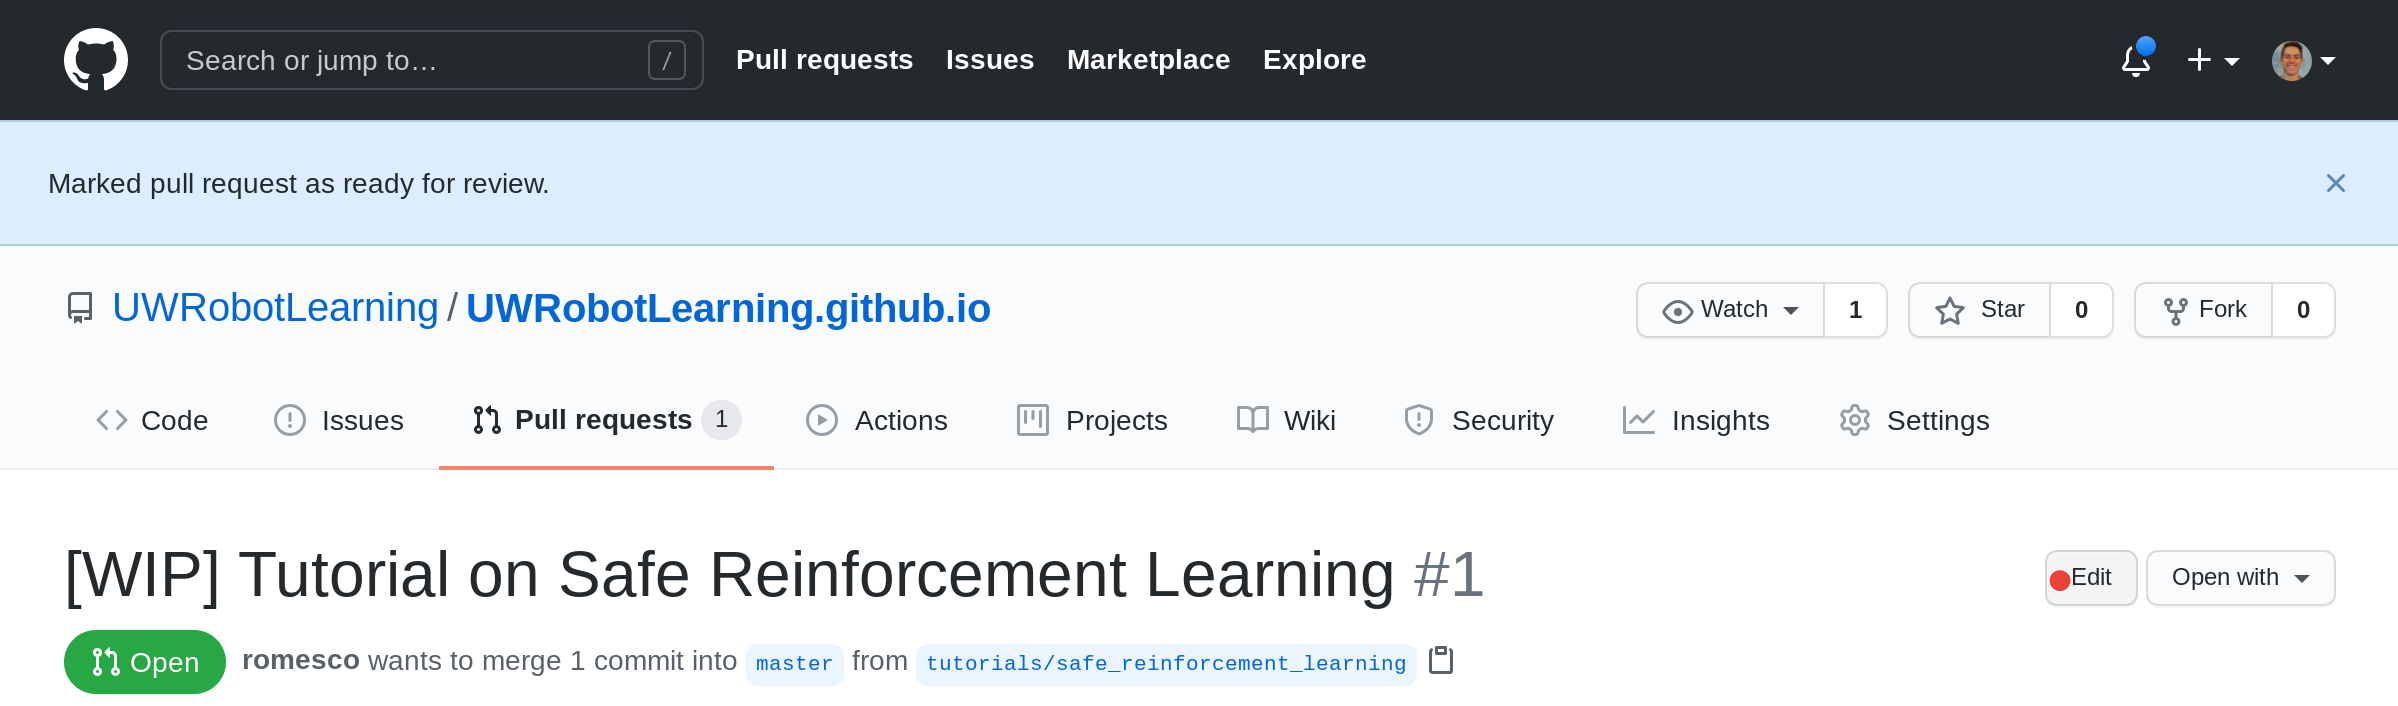 Search or jump to… / Pull requests Issues Marketplace Explore
Marked pull request as ready for review.
UWRobotLearning / UWRobotLearning.github.io Watch 1 Star 0 Fork 0
Code Issues Pull requests 1 Actions Projects Wiki Security Insights Settings
[WIP] Tutorial on Safe Reinforcement Learning #1 Edit Open with
Open romesco wants to merge 1 commit into master from tutorials/safe_reinforcement_learning